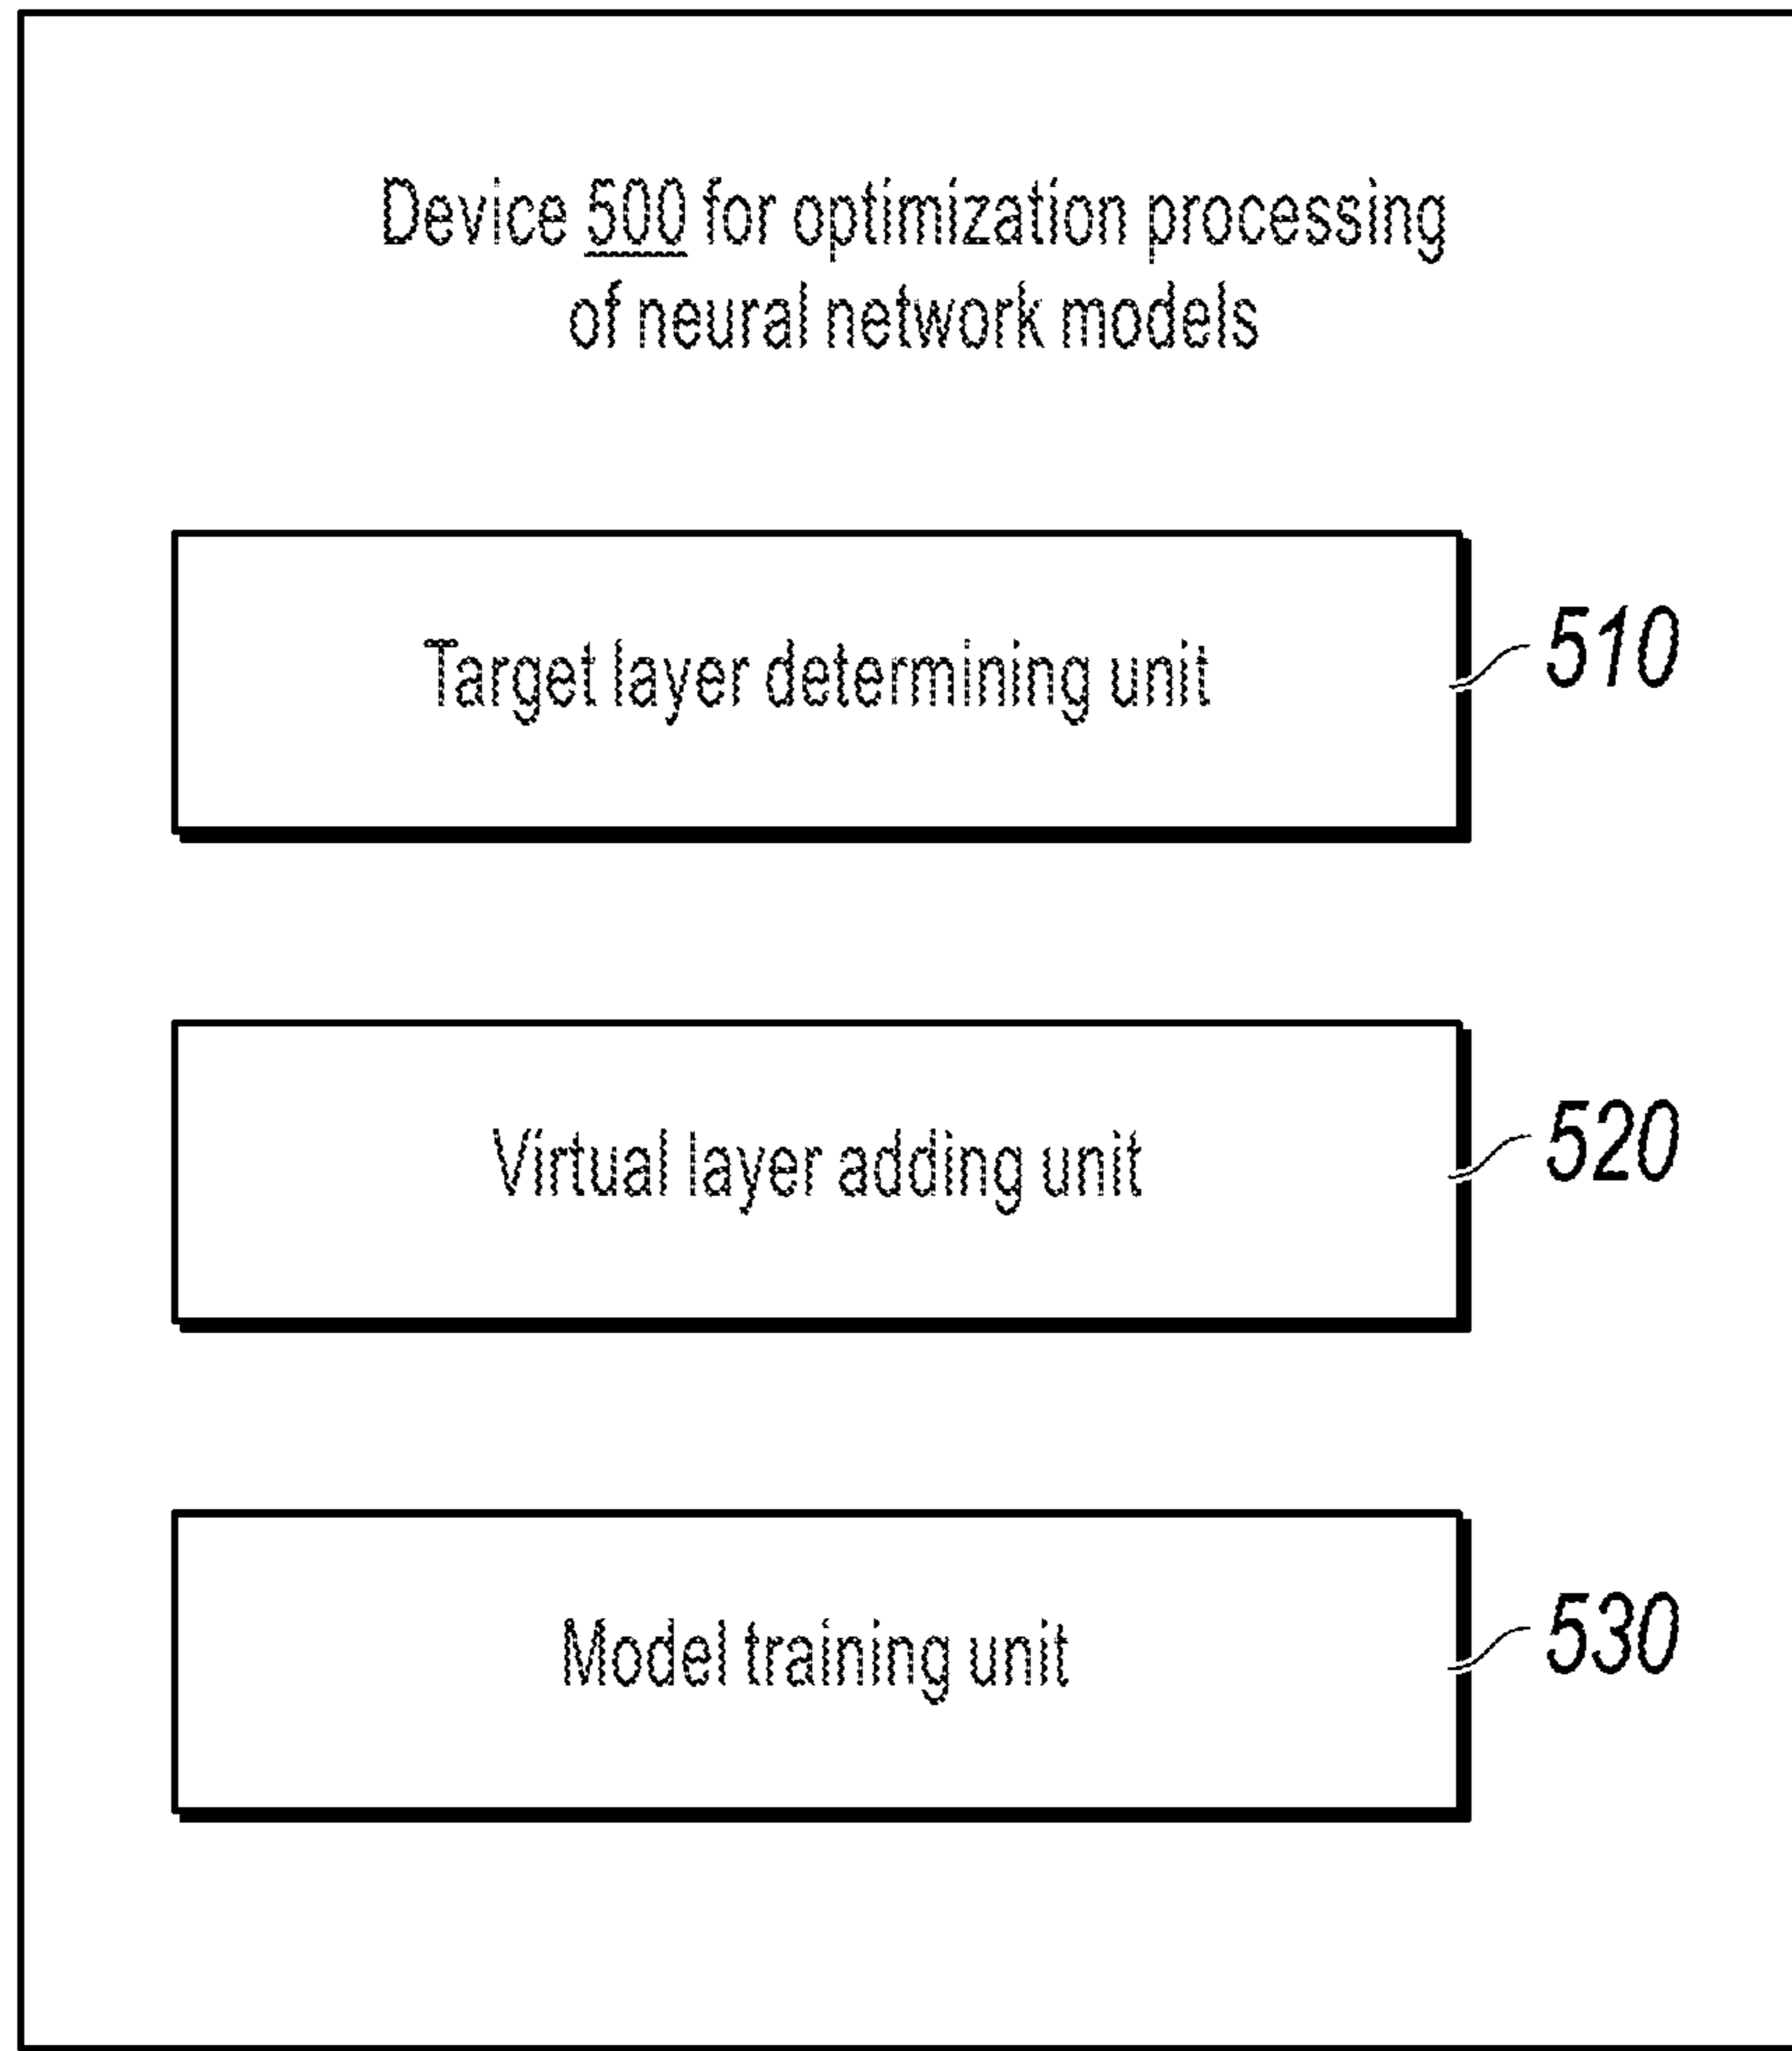 Device 500 for optimization processing
of neural network models
Target layer determining unit
510
Virtual layer adding unit
520
Model training unit
530